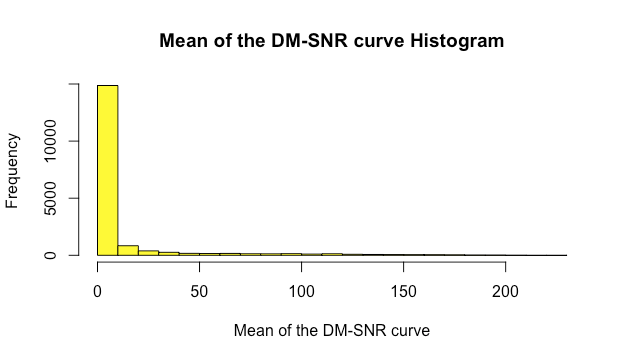 Mean of the DM-SNR curve Histogram
Frequency
10000
5000
0
0 50 100 150 200
Mean of the DM-SNR curve